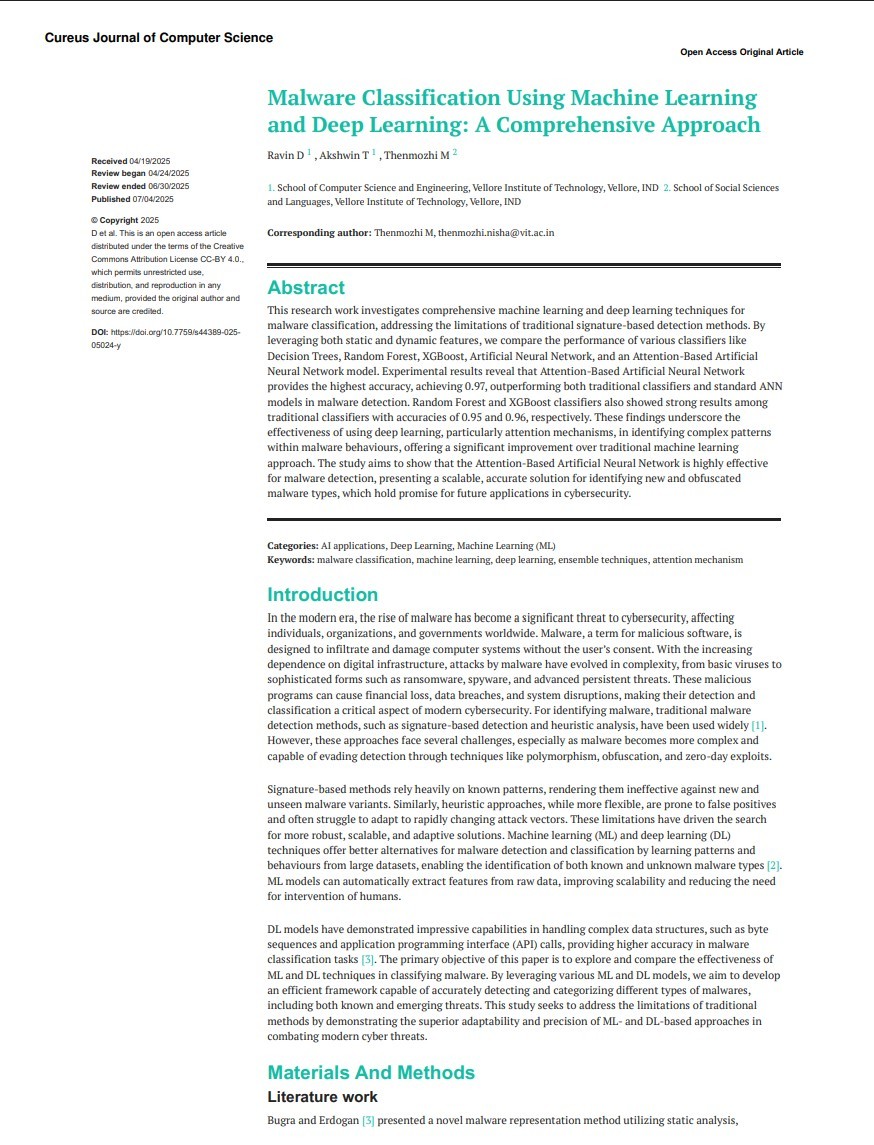 Cureus Journal of Computer Science
Open Access Original Article
Malware Classification Using Machine Learning
and Deep Learning: A Comprehensive Approach
Ravin D 1 , Akshwin T 1 , Thenmozhi M 2
1. School of Computer Science and Engineering, Vellore Institute of Technology, Vellore, IND 2. School of Social Sciences
and Languages, Vellore Institute of Technology, Vellore, IND
Corresponding author: Thenmozhi M, thenmozhi.nisha@vit.ac.in
Received 04/19/2025
Review began 04/24/2025
Review ended 06/30/2025
Published 07/04/2025
© Copyright 2025
D et al. This is an open access article
distributed under the terms of the Creative
Commons Attribution License CC-BY 4.0.,
which permits unrestricted use,
distribution, and reproduction in any
medium, provided the original author and
source are credited.
DOI: https://doi.org/10.7759/s44389-025-
05024-y
Abstract
This research work investigates comprehensive machine learning and deep learning techniques for
malware classification, addressing the limitations of traditional signature-based detection methods. By
leveraging both static and dynamic features, we compare the performance of various classifiers like
Decision Trees, Random Forest, XGBoost, Artificial Neural Network, and an Attention-Based Artificial
Neural Network model. Experimental results reveal that Attention-Based Artificial Neural Network
provides the highest accuracy, achieving 0.97, outperforming both traditional classifiers and standard ANN
models in malware detection. Random Forest and XGBoost classifiers also showed strong results among
traditional classifiers with accuracies of 0.95 and 0.96, respectively. These findings underscore the
effectiveness of using deep learning, particularly attention mechanisms, in identifying complex patterns
within malware behaviours, offering a significant improvement over traditional machine learning
approach. The study aims to show that the Attention-Based Artificial Neural Network is highly effective
for malware detection, presenting a scalable, accurate solution for identifying new and obfuscated
malware types, which hold promise for future applications in cybersecurity.
Categories: AI applications, Deep Learning, Machine Learning (ML)
Keywords: malware classification, machine learning, deep learning, ensemble techniques, attention mechanism
Introduction
In the modern era, the rise of malware has become a significant threat to cybersecurity, affecting
individuals, organizations, and governments worldwide. Malware, a term for malicious software, is
designed to infiltrate and damage computer systems without the user's consent. With the increasing
dependence on digital infrastructure, attacks by malware have evolved in complexity, from basic viruses to
sophisticated forms such as ransomware, spyware, and advanced persistent threats. These malicious
programs can cause financial loss, data breaches, and system disruptions, making their detection and
classification a critical aspect of modern cybersecurity. For identifying malware, traditional malware
detection methods, such as signature-based detection and heuristic analysis, have been used widely [1].
However, these approaches face several challenges, especially as malware becomes more complex and
capable of evading detection through techniques like polymorphism, obfuscation, and zero-day exploits.
Signature-based methods rely heavily on known patterns, rendering them ineffective against new and
unseen malware variants. Similarly, heuristic approaches, while more flexible, are prone to false positives
and often struggle to adapt to rapidly changing attack vectors. These limitations have driven the search
for more robust, scalable, and adaptive solutions. Machine learning (ML) and deep learning (DL)
techniques offer better alternatives for malware detection and classification by learning patterns and
behaviours from large datasets, enabling the identification of both known and unknown malware types [2].
ML models can automatically extract features from raw data, improving scalability and reducing the need
for intervention of humans.
DL models have demonstrated impressive capabilities in handling complex data structures, such as byte
sequences and application programming interface (API) calls, providing higher accuracy in malware
classification tasks [3]. The primary objective of this paper is to explore and compare the effectiveness of
ML and DL techniques in classifying malware. By leveraging various ML and DL models, we aim to develop
an efficient framework capable of accurately detecting and categorizing different types of malwares,
including both known and emerging threats. This study seeks to address the limitations of traditional
methods by demonstrating the superior adaptability and precision of ML- and DL-based approaches in
combating modern cyber threats.
Materials And Methods
Literature work
Bugra and Erdogan [3] presented a novel malware representation method utilizing static analysis,